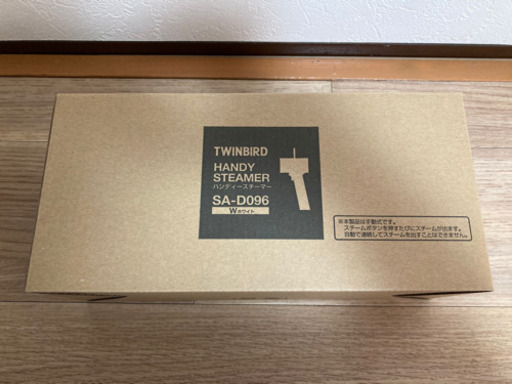 TWINBIRD
HANDY
STEAMER
ハンディースチーマー
SA-D096
Wホワイト
※本製品は手動式です。
スチームボタンを押すたびにスチームが出ます。
自動で連続してスチームを出すことはできません。